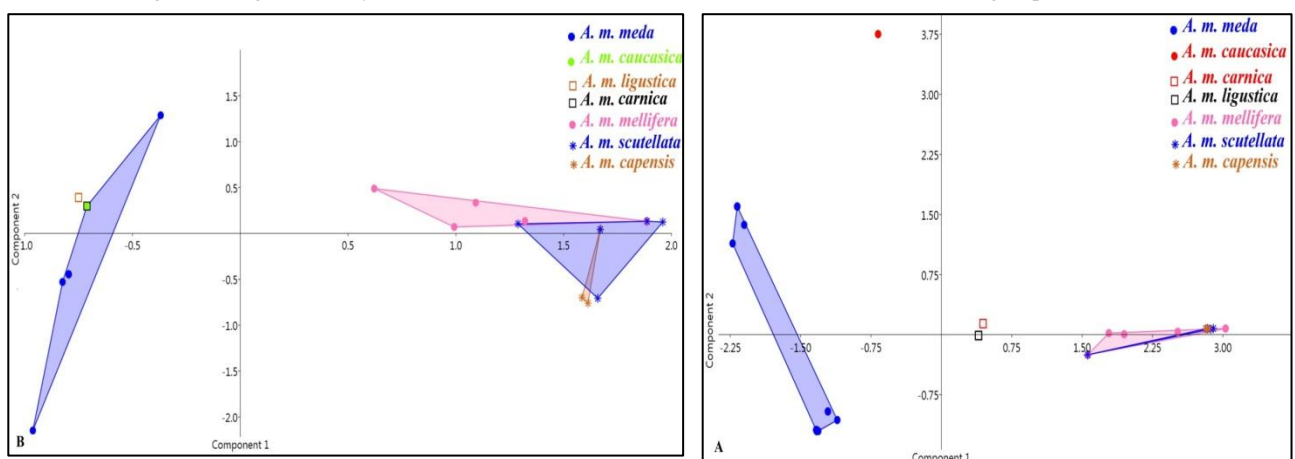 A. m. meda
A. m. caucasica
A. m. ligustica
A. m. carnica
A. m. mellifera
A. m. scutellata
A. m. capensis
1.5
1.0
0.5
Component 2
1.0
-0.5
0.5
1.0
1.5
2.0
-0.5
-1.0
-1.5
-2.0
B
Component 1
A. m. meda
A. m. caucasica
A. m. carnica
A. m. ligustica
A. m. mellifera
A. m. scutellata
A. m. capensis
3.75
3.00
2.25
1.50
0.75
Component 2
-2.25
-1.50
-0.75
0.75
1.50
2.25
3.00
-0.75
A
Component 1